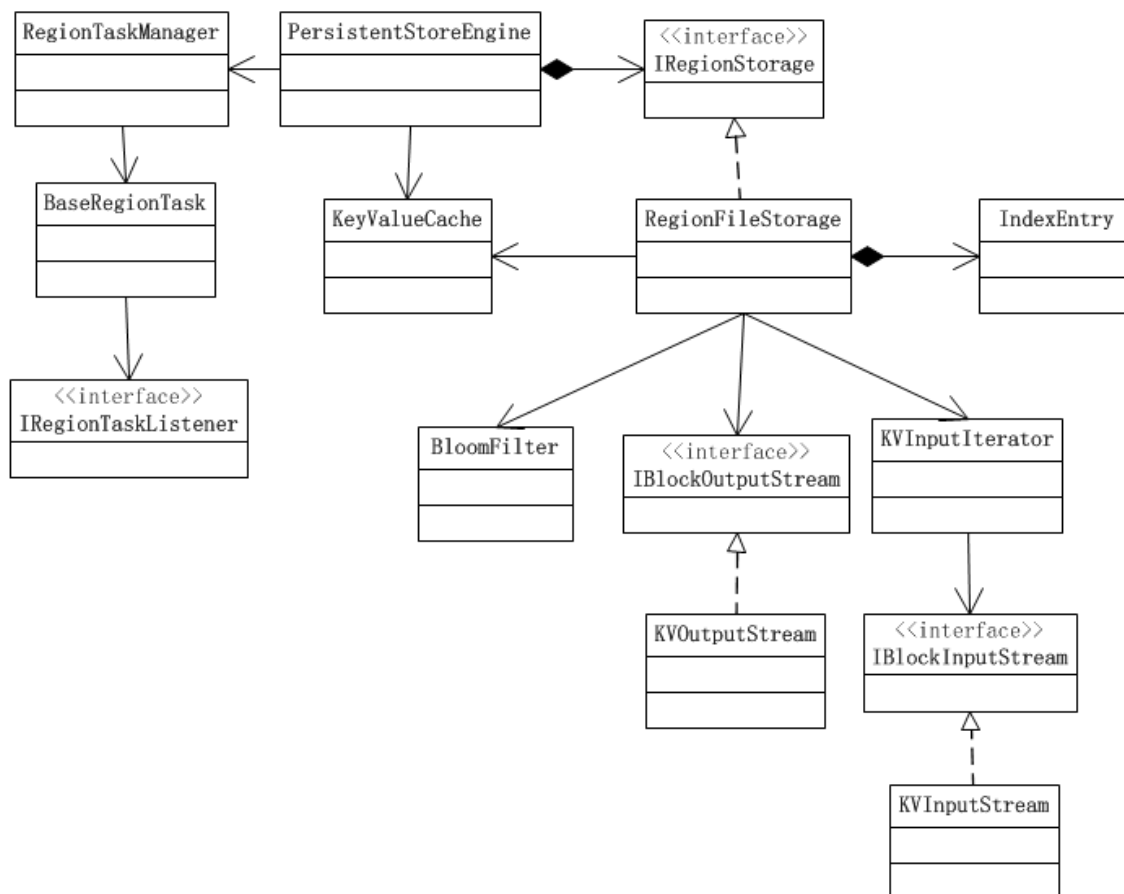 RegionTaskManager
PersistentStoreEngine
<<interface>>
IRegionStorage
BaseRegionTask
KeyValueCache
RegionFileStorage
IndexEntry
<<interface>>
IRegionTaskListener
BloomFilter
<<interface>>
IBlockOutputStream
KVInputIterator
KVOutputStream
<<interface>>
IBlockInputStream
KVInputStream